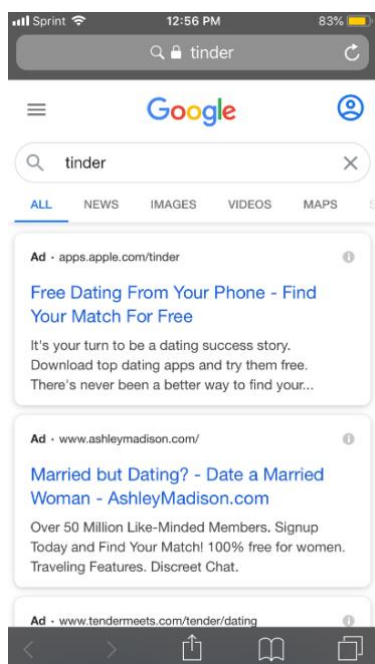 Sprint 12:56 PM 83%
tinder
Google
tinder
ALL NEWS IMAGES VIDEOS MAPS
Ad · apps.apple.com/tinder
Free Dating From Your Phone - Find
Your Match For Free
It's your turn to be a dating success story.
Download top dating apps and try them free.
There's never been a better way to find your...
Ad · www.ashleymadison.com/
Married but Dating? - Date a Married
Woman - AshleyMadison.com
Over 50 Million Like-Minded Members. Signup
Today and Find Your Match! 100% free for women.
Traveling Features. Discreet Chat.
Ad · www.tendermeets.com/tender/dating